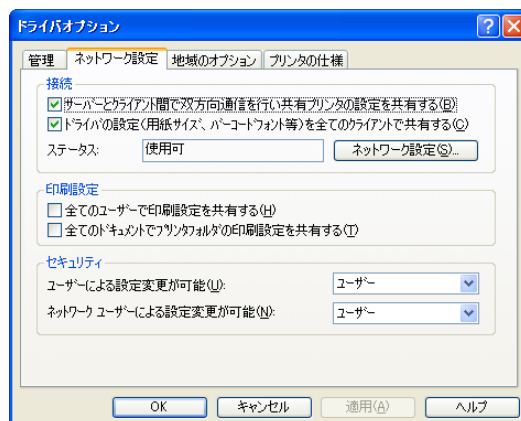 ドライバオプション
管理 ネットワーク設定 地域のオプション プリンタの仕様
接続
サーバーとクライアント間で双方向通信を行い共有プリンタの設定を共有する(B)
ドライバの設定(用紙サイズ、バーコードフォント等)を全てのクライアントで共有する(C)
ステータス: 使用可 ネットワーク設定(S)...
印刷設定
全てのユーザーで印刷設定を共有する(H)
全てのドキュメントでプリンタフォルダの印刷設定を共有する(T)
セキュリティ
ユーザーによる設定変更が可能(U): ユーザー
ネットワーク ユーザーによる設定変更が可能(N): ユーザー
OK キャンセル 適用(A) ヘルプ